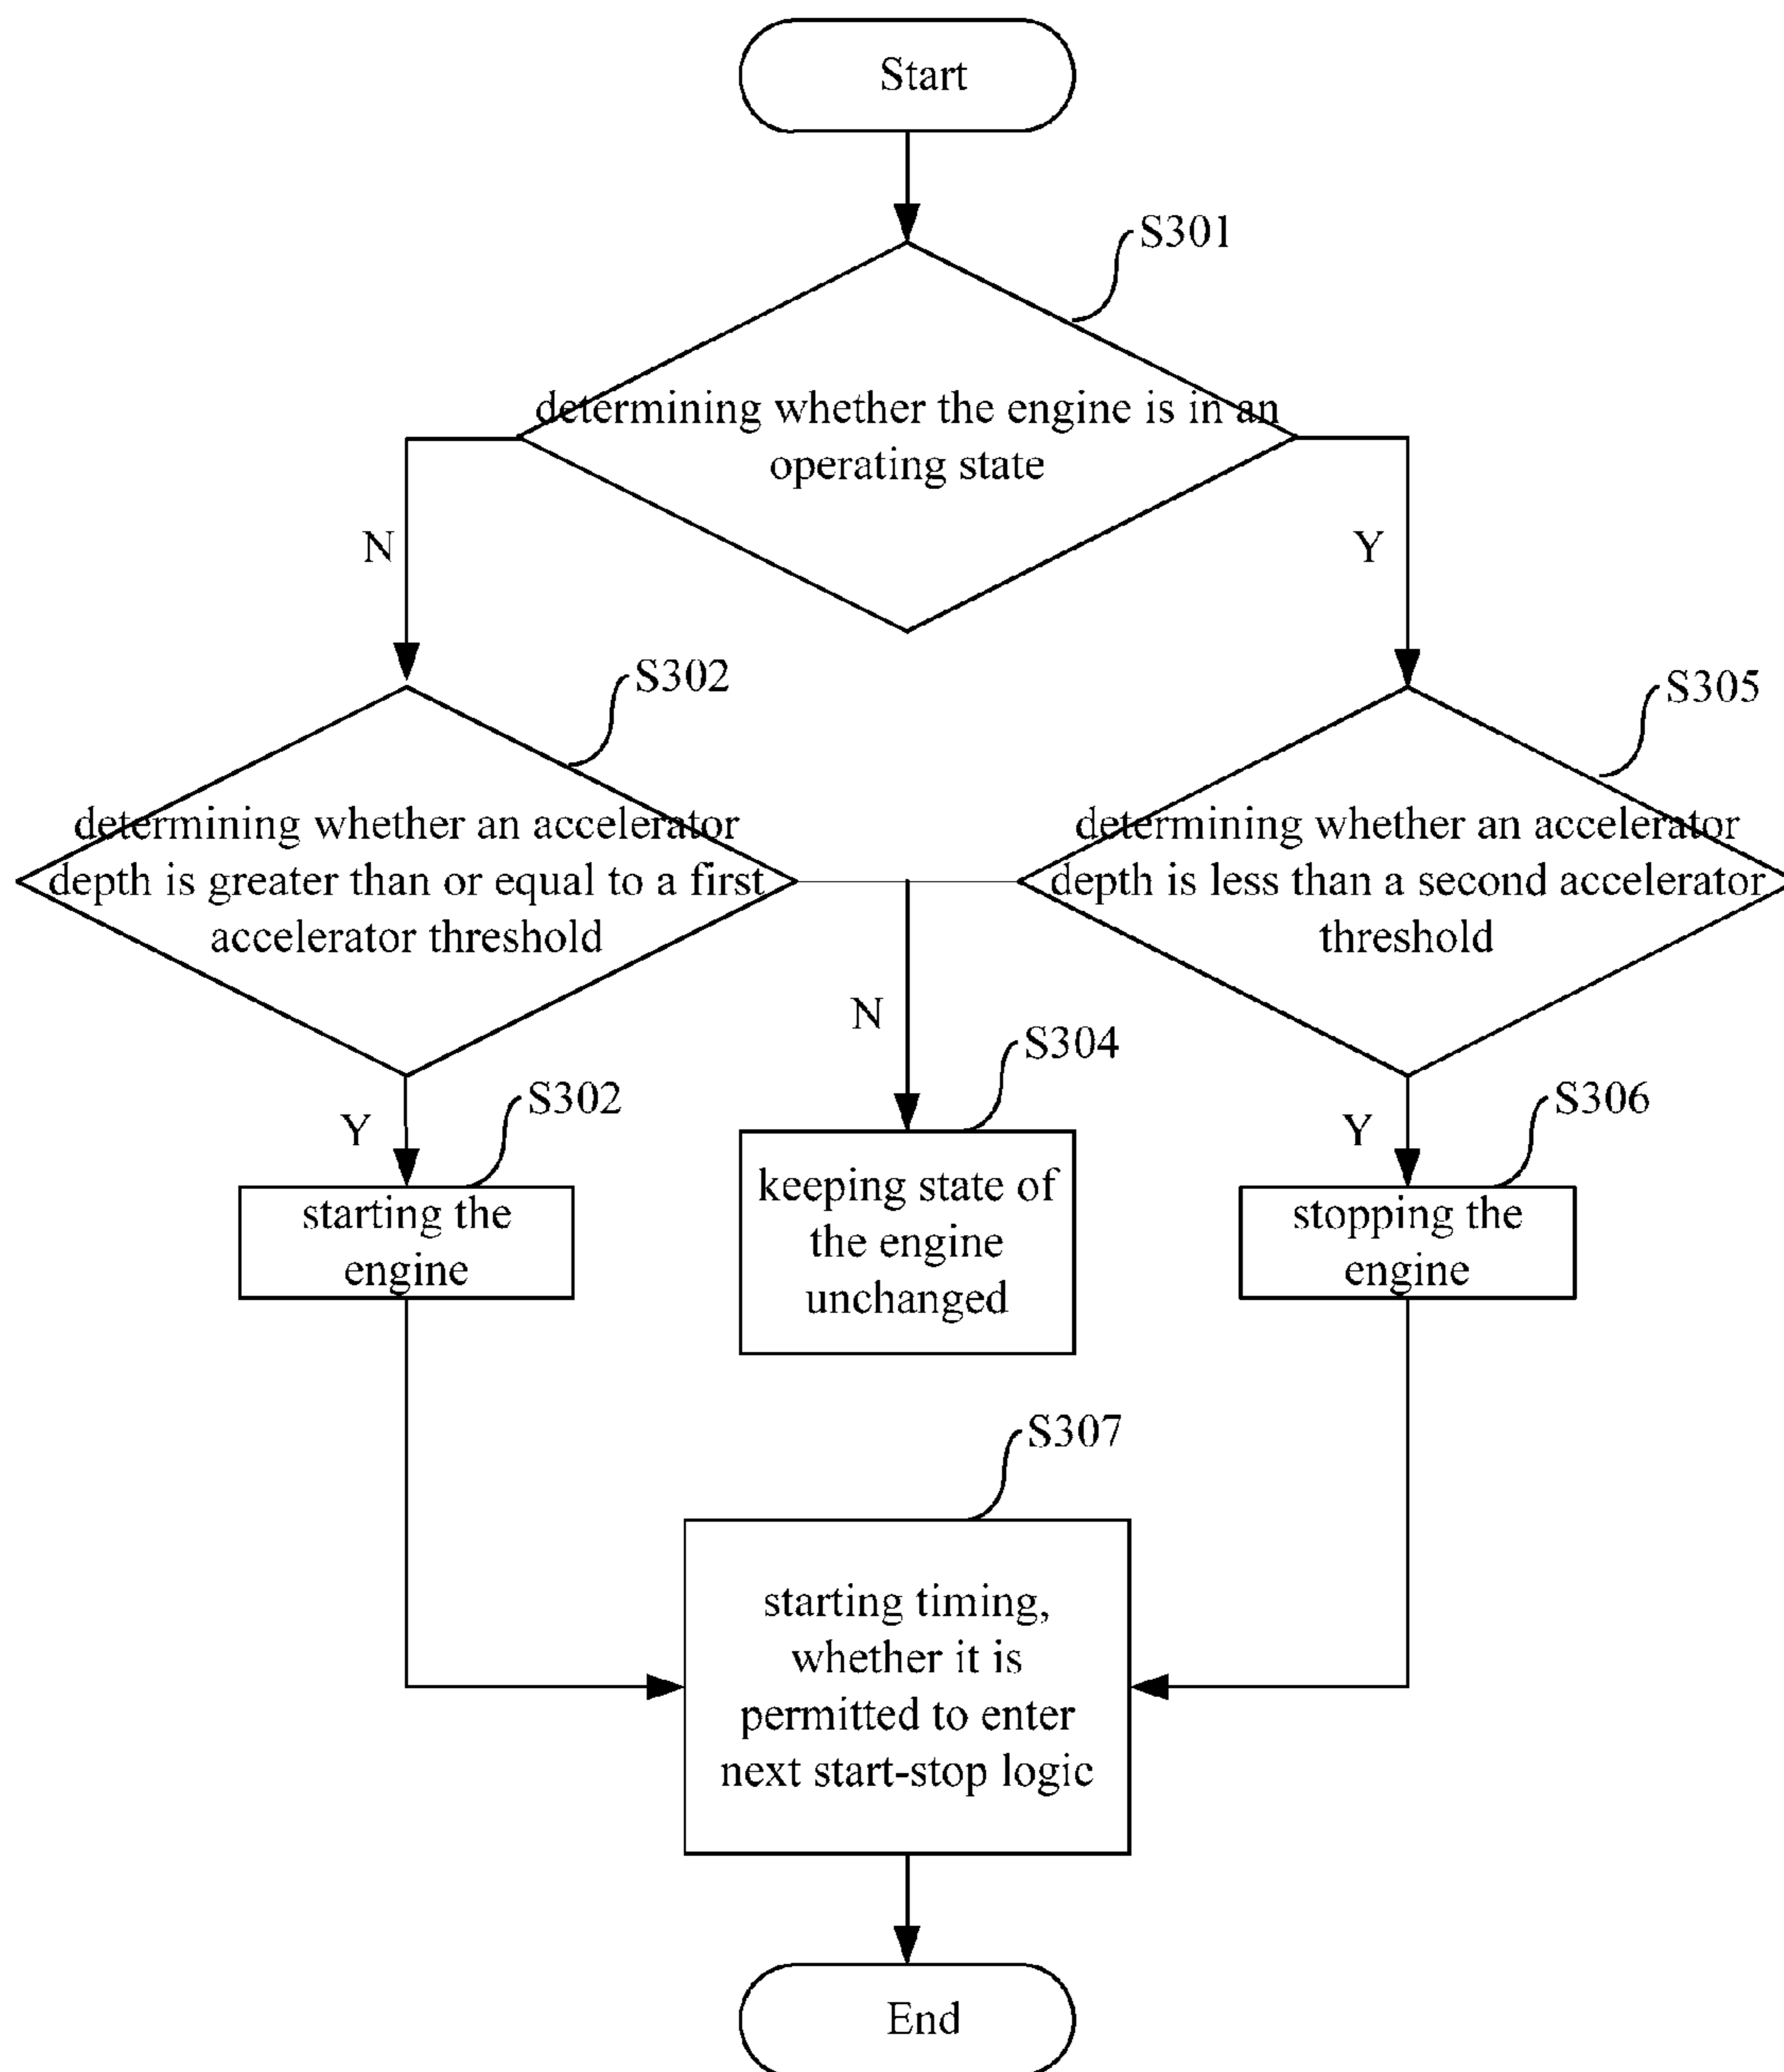 Start
S301
determining whether the engine is in an
operating state
N
Y
S302
S305
determining whether an accelerator
depth is greater than or equal to a first
accelerator threshold
determining whether an accelerator
depth is less than a second accelerator
threshold
N
S304
Y
S302
Y
S306
starting the
engine
keeping state of
the engine
unchanged
stopping the
engine
S307
starting timing,
whether it is
permitted to enter
next start-stop logic
End